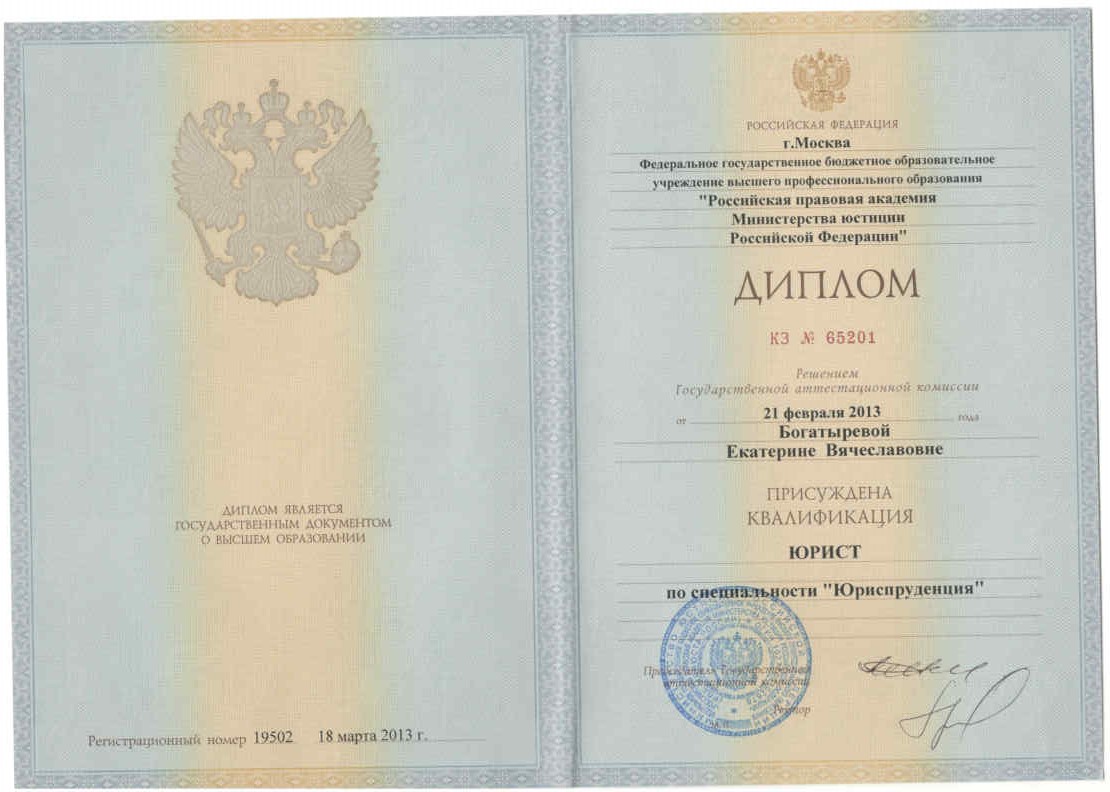 ДИПЛОМ ЯВЛЯЕТСЯ
ГОСУДАРСТВЕННЫМ ДОКУМЕНТОМ
О ВЫСШЕМ ОБРАЗОВАНИИ
Регистрационный номер 19502 18 марта 2013 г.
РОССИЙСКАЯ ФЕДЕРАЦИЯ
г.Москва
Федеральное государственное бюджетное образовательное
учреждение высшего профессионального образования
"Российская правовая академия
Министерства юстиции
Российской Федерации"
ДИПЛОМ
КЗ № 65201
Решением
Государственной аттестационной комиссии
от 21 февраля 2013 года
Богатыревой
Екатерине Вячеславовне
ПРИСУЖДЕНА
КВАЛИФИКАЦИЯ
ЮРИСТ
по специальности "Юриспруденция"
Председатель Государственной
аттестационной комиссии
Ректор